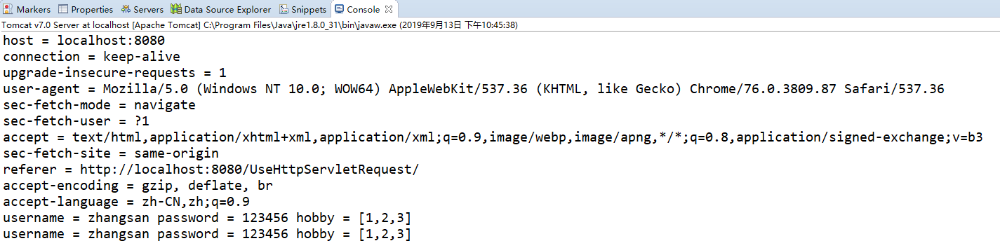 Markers Properties Servers Data Source Explorer Snippets Console
Tomcat v7.0 Server at localhost [Apache Tomcat] C:\Program Files\Java\jre1.8.0_31\bin\javaw.exe (2019年9月13日 下午10:45:38)
host = localhost:8080
connection = keep-alive
upgrade-insecure-requests = 1
user-agent = Mozilla/5.0 (Windows NT 10.0; WOW64) AppleWebKit/537.36 (KHTML, like Gecko) Chrome/76.0.3809.87 Safari/537.36
sec-fetch-mode = navigate
sec-fetch-user = ?1
accept = text/html,application/xhtml+xml,application/xml;q=0.9,image/webp,image/apng,*/*;q=0.8,application/signed-exchange;v=b3
sec-fetch-site = same-origin
referer = http://localhost:8080/UseHttpServletRequest/
accept-encoding = gzip, deflate, br
accept-language = zh-CN,zh;q=0.9
username = zhangsan password = 123456 hobby = [1,2,3]
username = zhangsan password = 123456 hobby = [1,2,3]